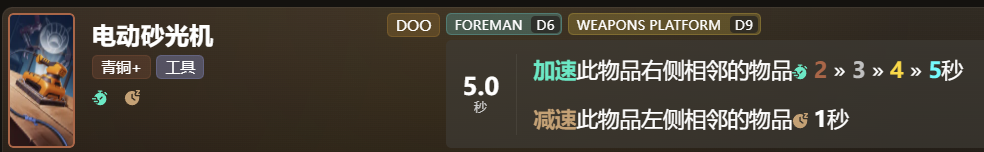 电动砂光机
DOO
FOREMAN D6
WEAPONS PLATFORM D9
青铜+
工具
5.0
秒
加速此物品右侧相邻的物品 2 » 3 » 4 » 5秒
减速此物品左侧相邻的物品 1秒